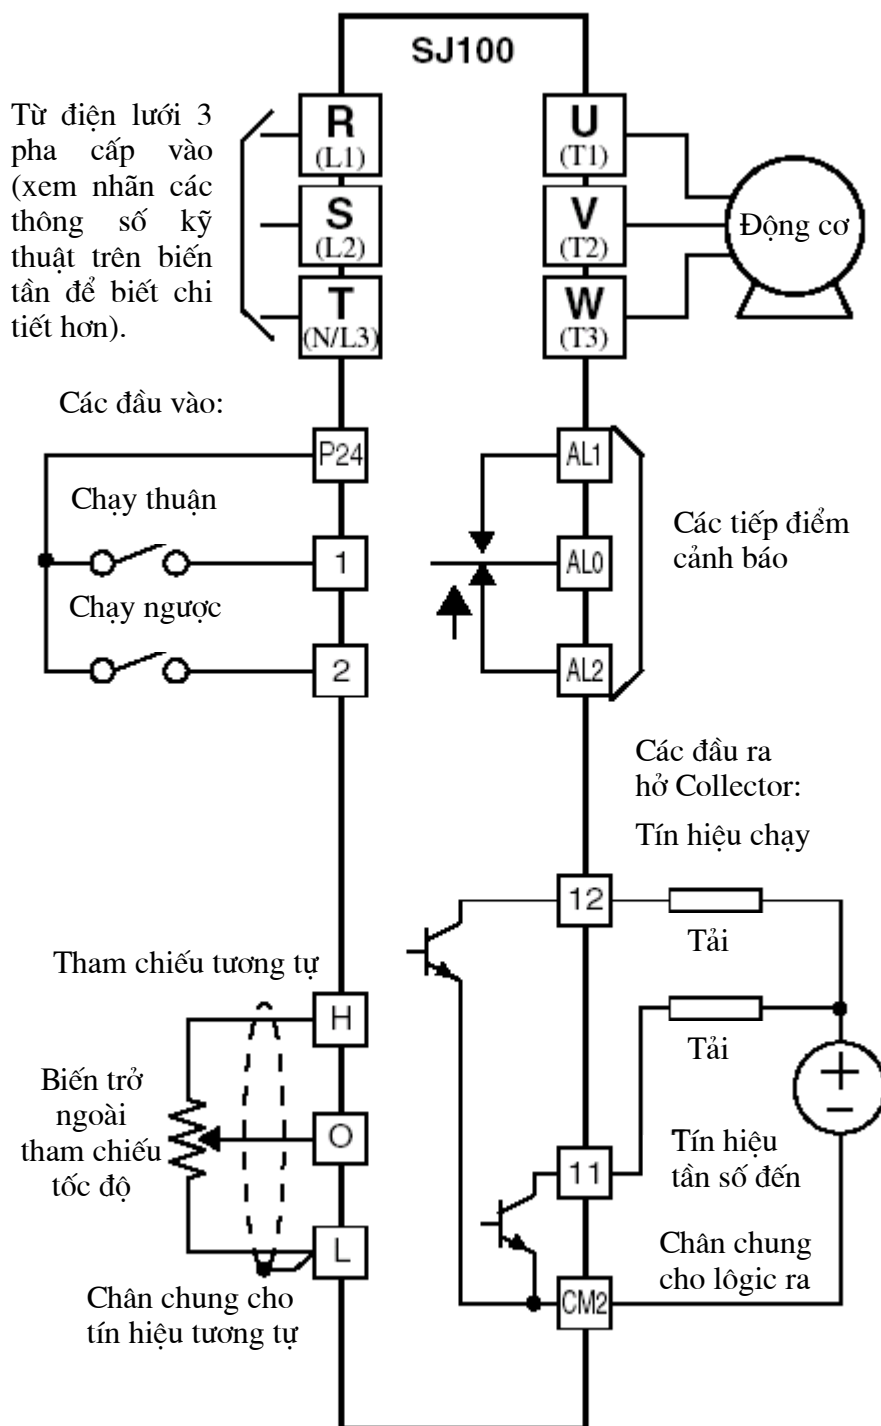 SJ100
Từ điện lưới 3
pha cấp vào
(xem nhãn các
thông số kỹ
thuật trên biến
tần để biết chi
tiết hơn).
R
(L1)
S
(L2)
T
(N/L3)
U
(T1)
V
(T2)
W
(T3)
Động cơ
Các đầu vào:
P24
Chạy thuận
1
Chạy ngược
2
AL1
AL0
AL2
Các tiếp điểm
cảnh báo
Các đầu ra
hở Collector:
Tín hiệu chạy
12
Tải
Tải
+
−
Tín hiệu
tần số đến
11
Chân chung
cho lôgic ra
CM2
Tham chiếu tương tự
H
Biến trở
ngoài
tham chiếu
tốc độ
O
L
Chân chung cho
tín hiệu tương tự